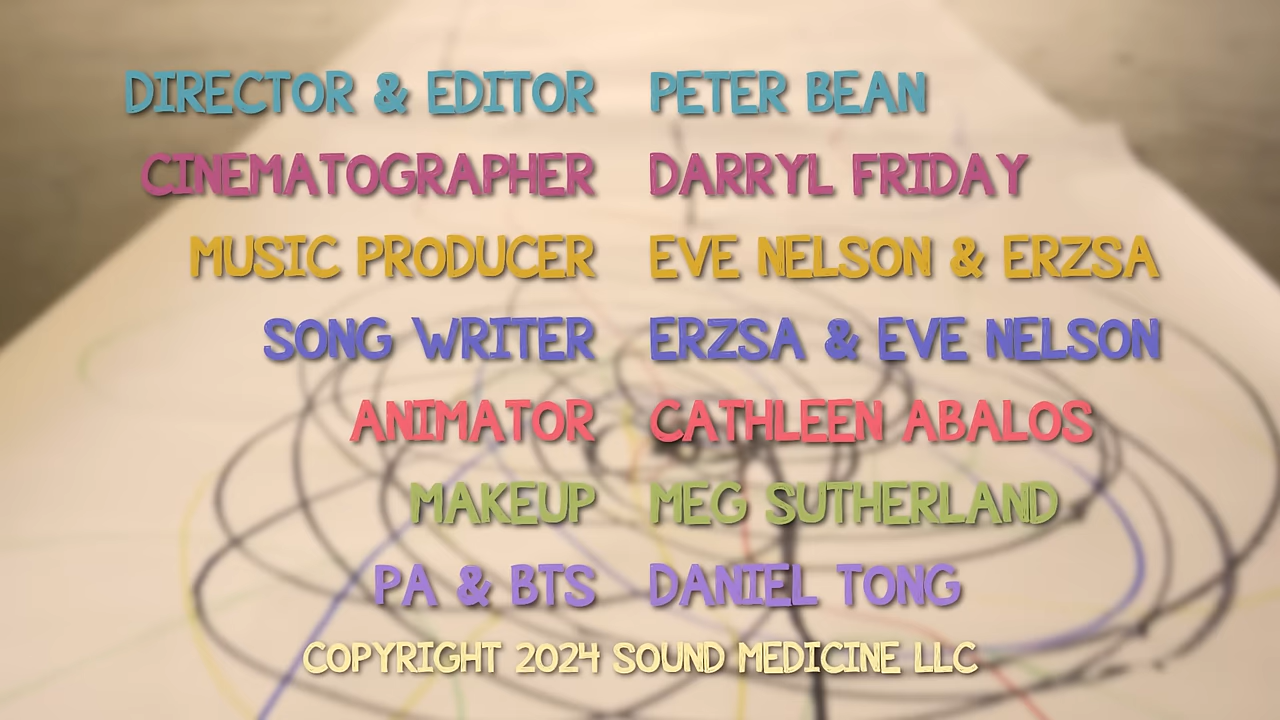 DIRECTOR & EDITOR PETER BEAN
CINEMATOGRAPHER DARRYL FRIDAY
MUSIC PRODUCER EVE NELSON & ERZSA
SONG WRITER ERZSA & EVE NELSON
ANIMATOR CATHLEEN ABALOS
MAKEUP MEG SUTHERLAND
PA & BTS DANIEL TONG
COPYRIGHT 2024 SOUND MEDICINE LLC